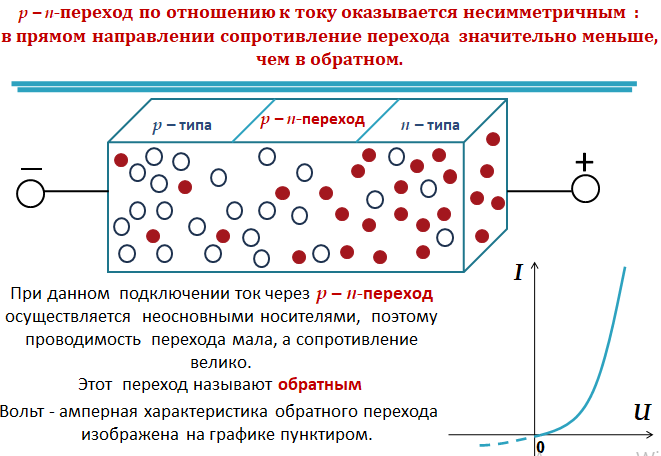 p – n-переход по отношению к току оказывается несимметричным :
в прямом направлении сопротивление перехода значительно меньше,
чем в обратном.
p – типа
p – n-переход
n – типа
–
+
При данном подключении ток через p – n-переход
осуществляется неосновными носителями, поэтому
проводимость перехода мала, а сопротивление
велико.
Этот переход называют обратным
Вольт - амперная характеристика обратного перехода
изображена на графике пунктиром.
I
u
0